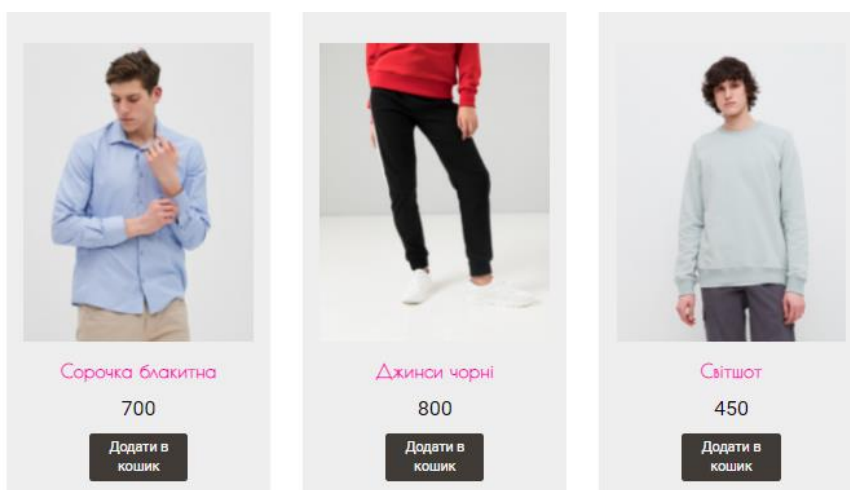 Сорочка блакитна
700
Додати в
кошик
Джинси чорні
800
Додати в
кошик
Світшот
450
Додати в
кошик